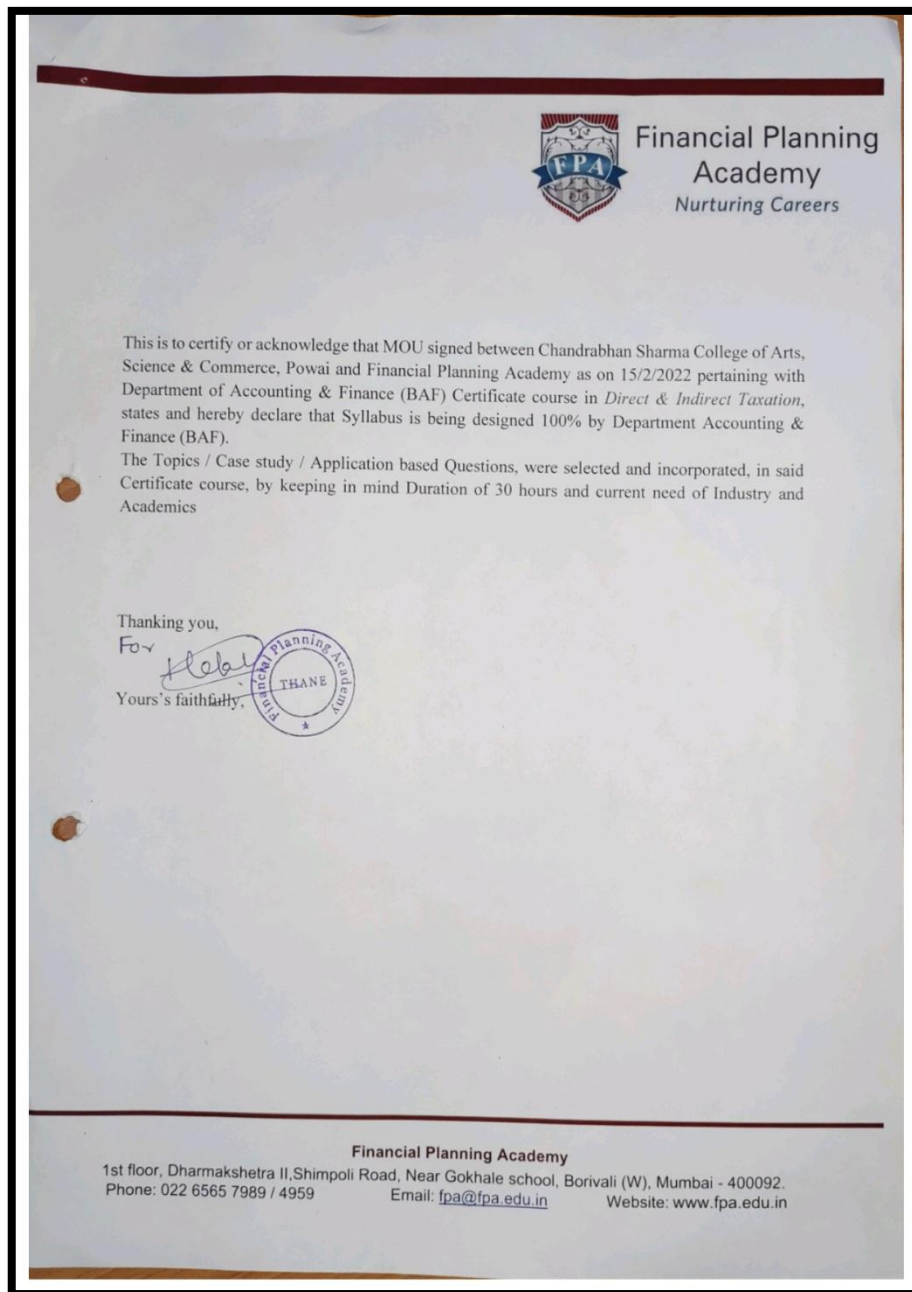 FPA
Financial Planning
Academy
Nurturing Careers
This is to certify or acknowledge that MOU signed between Chandrabhan Sharma College of Arts,
Science & Commerce, Powai and Financial Planning Academy as on 15/2/2022 pertaining with
Department of Accounting & Finance (BAF) Certificate course in Direct & Indirect Taxation,
states and hereby declare that Syllabus is being designed 100% by Department Accounting &
Finance (BAF).
The Topics / Case study / Application based Questions, were selected and incorporated, in said
Certificate course, by keeping in mind Duration of 30 hours and current need of Industry and
Academics
Thanking you,
For
Financial Planning Academy
THANE
Yours's faithfully,
Financial Planning Academy
1st floor, Dharmakshetra II,Shimpoli Road, Near Gokhale school, Borivali (W), Mumbai - 400092.
Phone: 022 6565 7989 / 4959 Email: fpa@fpa.edu.in Website: www.fpa.edu.in